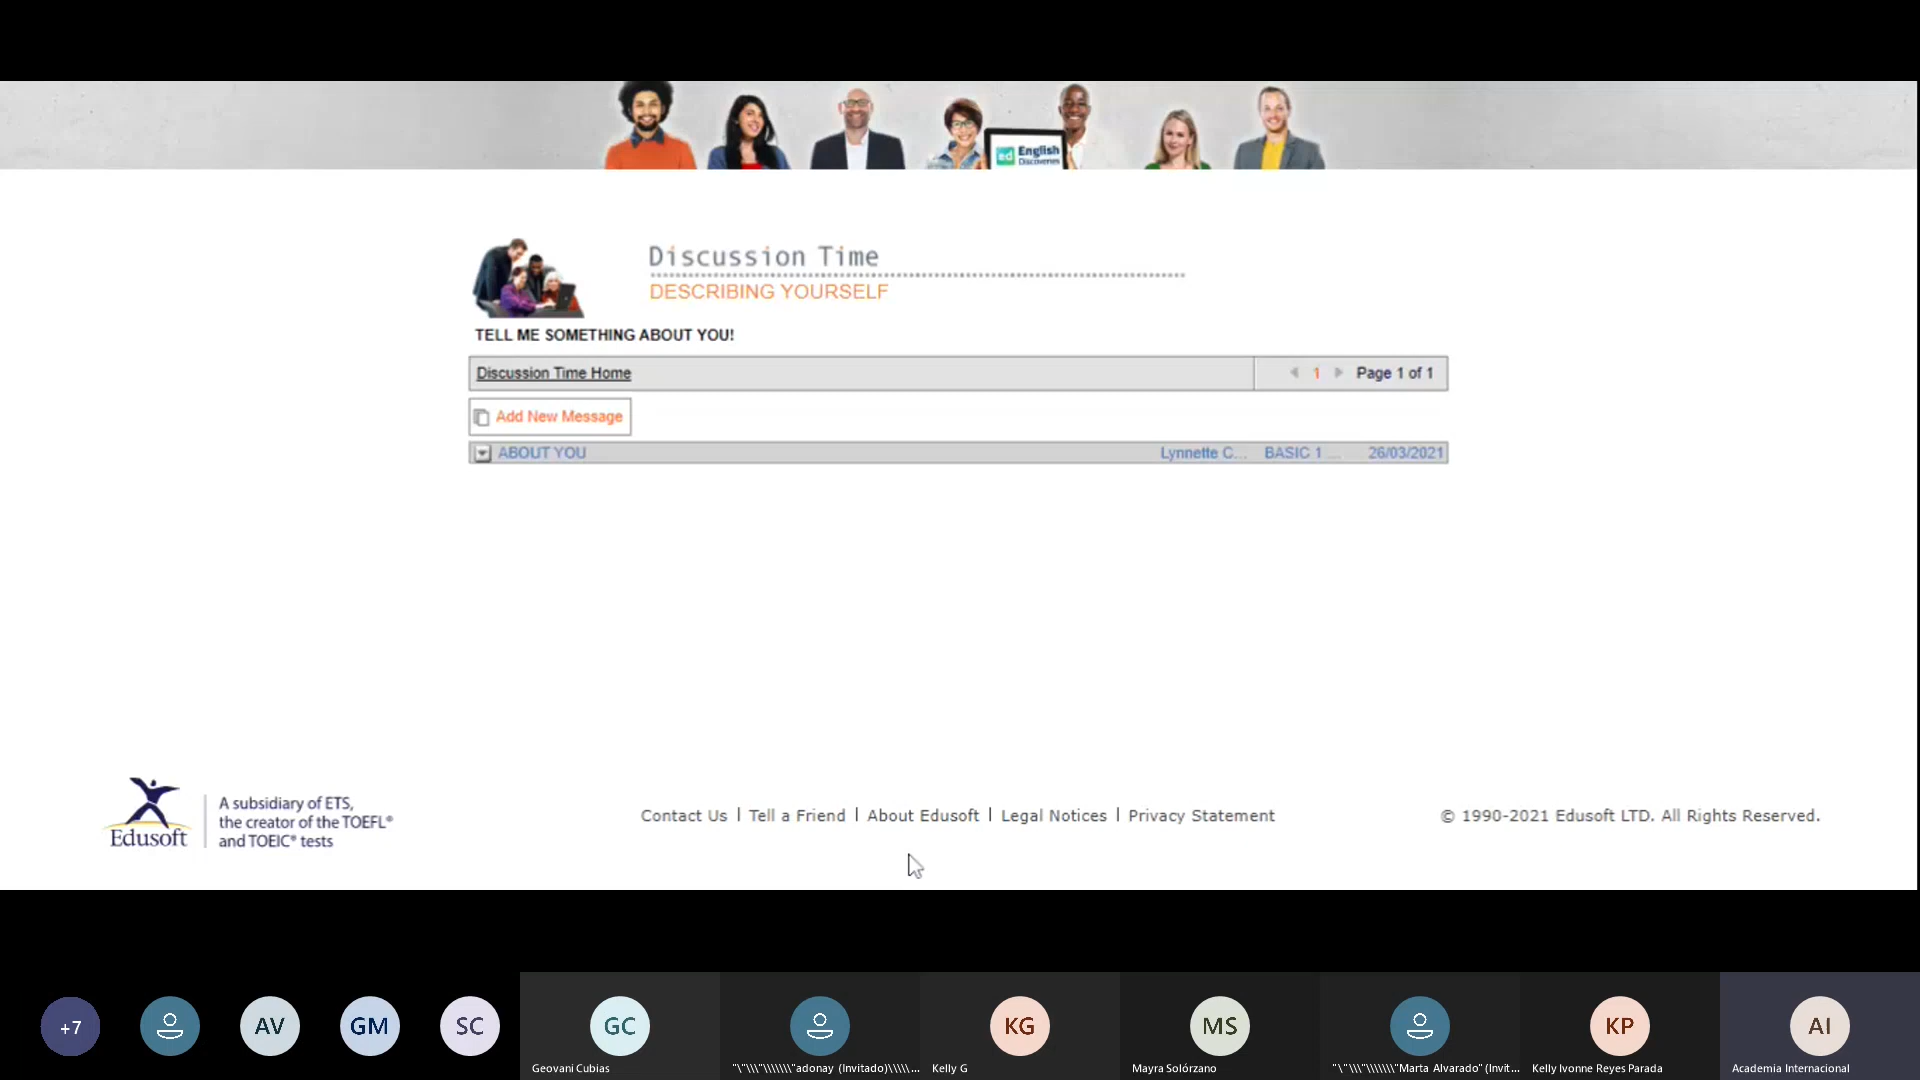 ed English
Discoveries
Discussion Time
DESCRIBING YOURSELF
TELL ME SOMETHING ABOUT YOU!
Discussion Time Home
1 Page 1 of 1
Add New Message
ABOUT YOU Lynnette C... BASIC 1 ... 26/03/2021
Edusoft
A subsidiary of ETS,
the creator of the TOEFL®
and TOEIC® tests
Contact Us | Tell a Friend | About Edusoft | Legal Notices | Privacy Statement
© 1990-2021 Edusoft LTD. All Rights Reserved.
+7 AV GM SC GC KG MS KP AI
Geovani Cubias "\"\\\"\\\\\\\"adonay (Invitado)\\\\\... Kelly G Mayra Solórzano "\"\\\"\\\\\\\"Marta Alvarado" (Invit... Kelly Ivonne Reyes Parada Academia Internacional